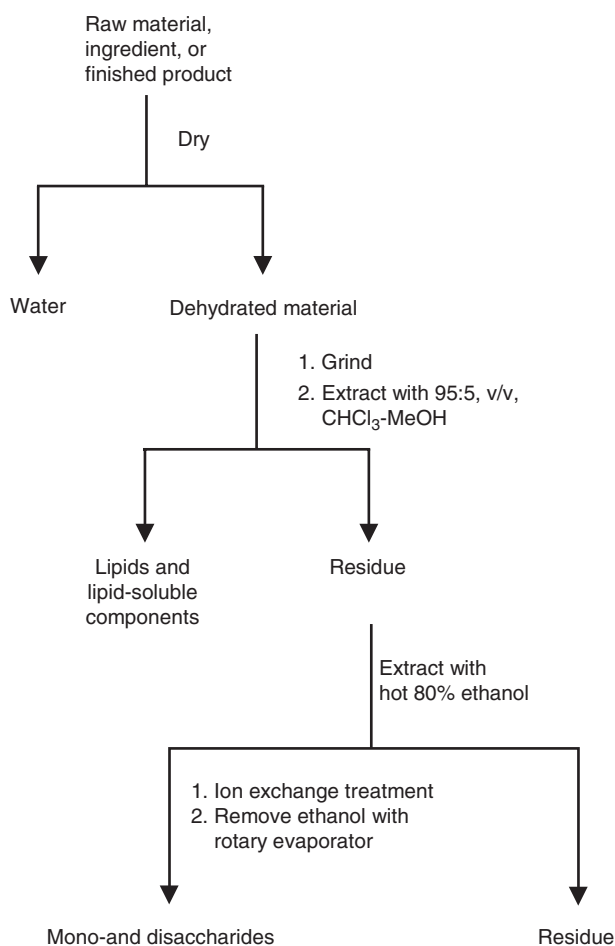 Raw material,
ingredient, or
finished product
Dry
Water
Dehydrated material
1. Grind
2. Extract with 95:5, v/v,
CHCl₃-MeOH
Lipids and
lipid-soluble
components
Residue
Extract with
hot 80% ethanol
1. Ion exchange treatment
2. Remove ethanol with
rotary evaporator
Mono-and disaccharides
Residue